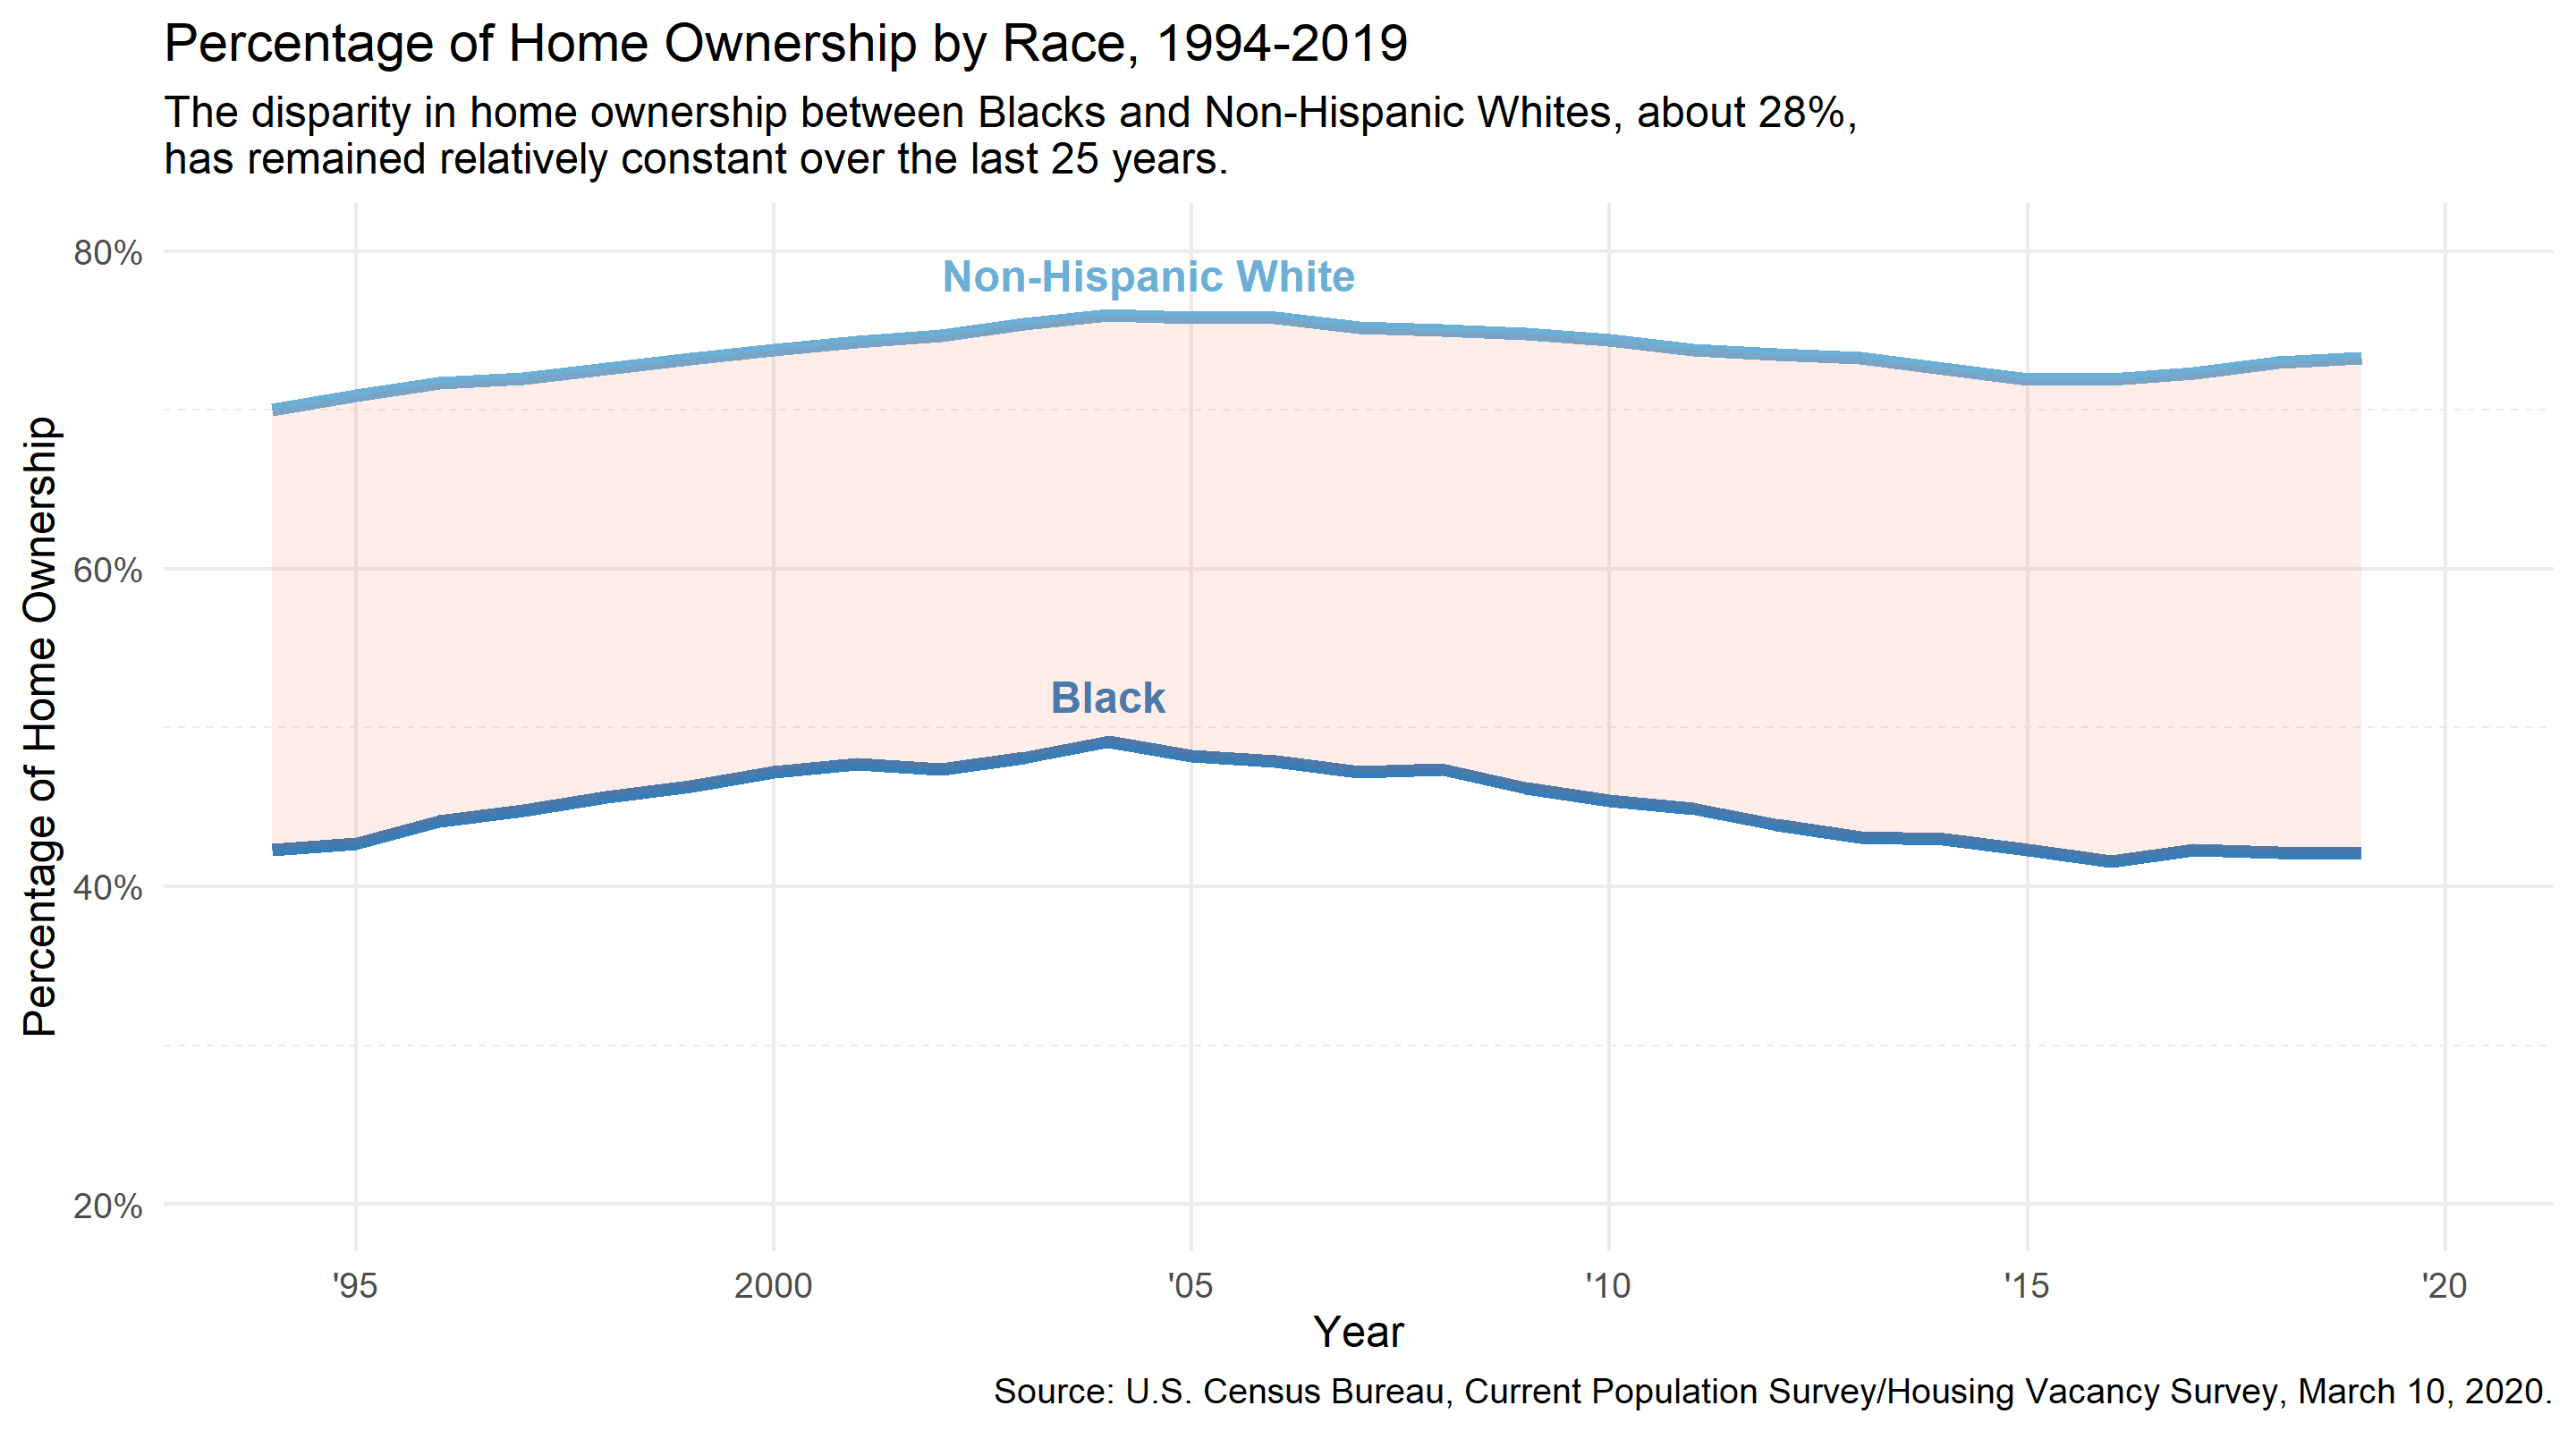 Percentage of Home Ownership by Race, 1994-2019
The disparity in home ownership between Blacks and Non-Hispanic Whites, about 28%,
has remained relatively constant over the last 25 years.
80%
Non-Hispanic White
60%
Black
40%
20%
Percentage of Home Ownership
'95
2000
'05
'10
'15
'20
Year
Source: U.S. Census Bureau, Current Population Survey/Housing Vacancy Survey, March 10, 2020.